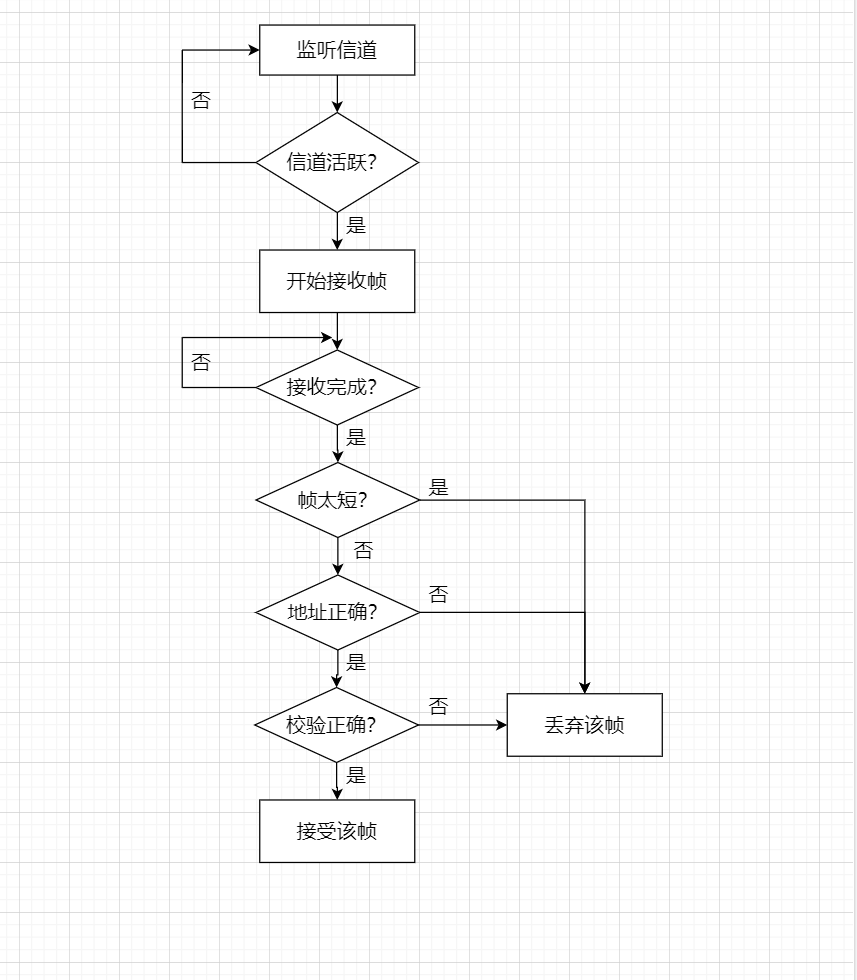 监听信道
否
信道活跃？
是
开始接收帧
否
接收完成？
是
帧太短？
是
否
地址正确？
否
是
校验正确？
否
丢弃该帧
是
接受该帧